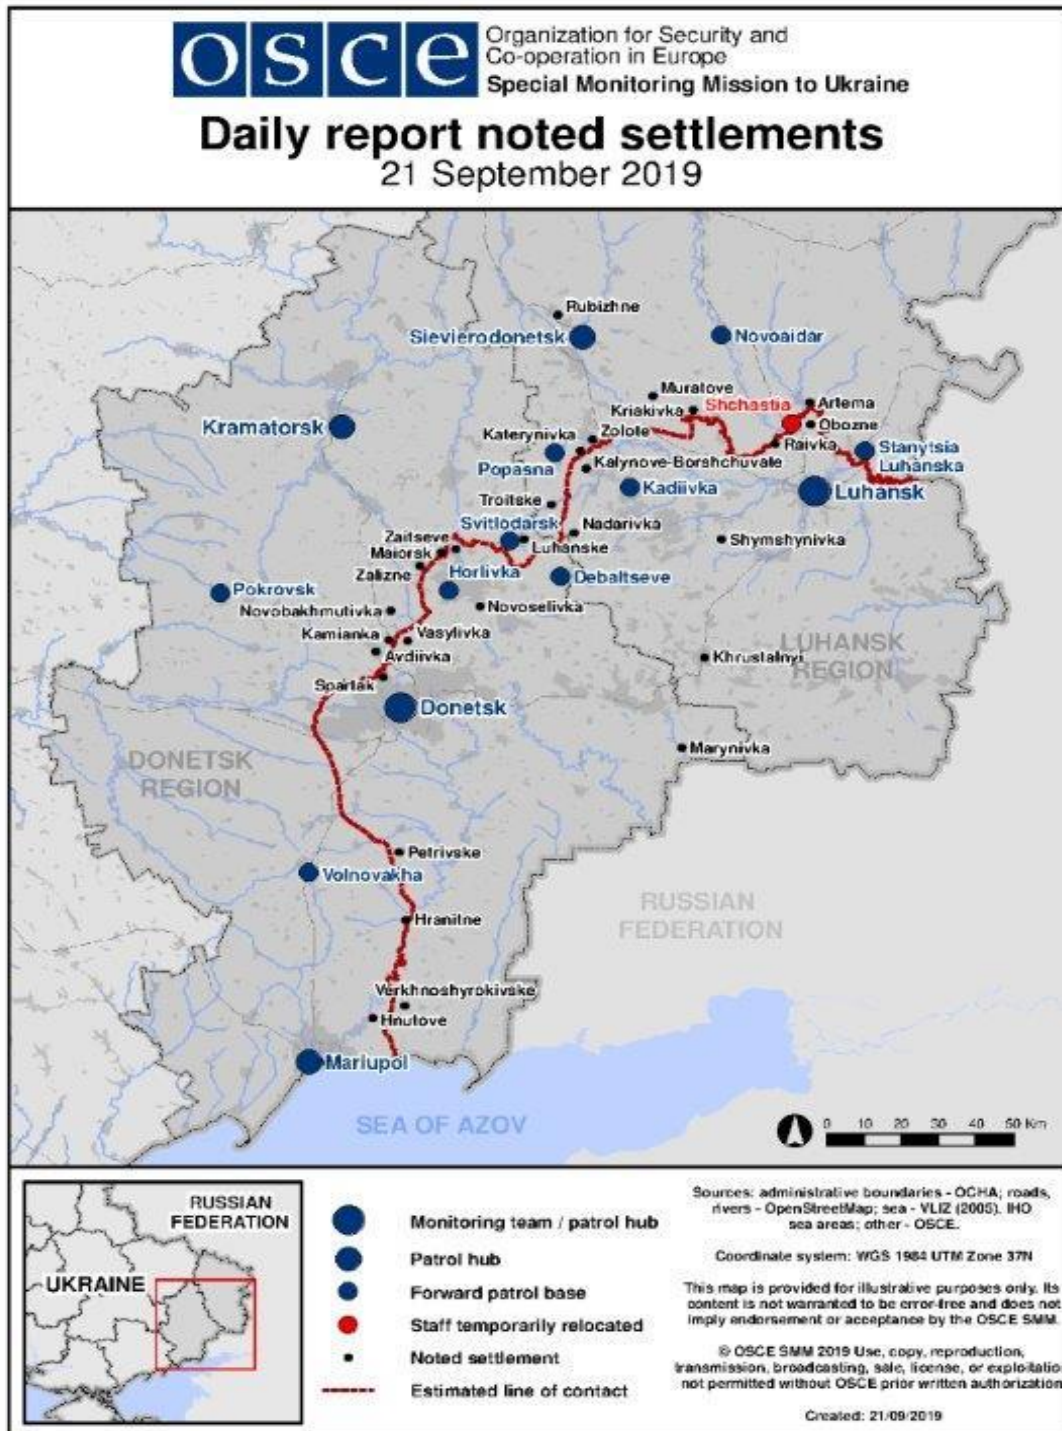 osce
Organization for Security and
Co-operation in Europe
Special Monitoring Mission to Ukraine
Daily report noted settlements
21 September 2019
Rubizhne
Sievierodonetsk
Novoaidar
Muratove
Shchastia
Artema
Kriakivka
Kramatorsk
Obozne
Katerynivka
Zolote
Raivka
Stanytsia
Luhanska
Popasna
Kalynove-Borshchuvate
Kadiivka
Luhansk
Troitske
Svitlodarsk
Nadarivka
Zaitseve
Luhanske
Shymshynivka
Maiorsk
Zalizne
Horlivka
Debaltseve
Pokrovsk
Novobakhmutivka
Novoselivka
Kamianka
Vasylivka
LUHANSK
REGION
Avdiivka
Khrustalnyi
Spartak
Donetsk
Marynivka
DONETSK
REGION
Petrivske
Volnovakha
RUSSIAN
FEDERATION
Hranitne
Verkhnoshyrokivske
Hnutove
Mariupol
SEA OF AZOV
0 10 20 30 40 50 Km
RUSSIAN
FEDERATION
UKRAINE
Monitoring team / patrol hub
Patrol hub
Forward patrol base
Staff temporarily relocated
Noted settlement
Estimated line of contact
Sources: administrative boundaries - OCHA; roads,
rivers - OpenStreetMap; sea - VLIZ (2005). IHO
sea areas; other - OSCE.
Coordinate system: WGS 1984 UTM Zone 37N
This map is provided for illustrative purposes only. Its
content is not warranted to be error-free and does not
imply endorsement or acceptance by the OSCE SMM.
© OSCE SMM 2019 Use, copy, reproduction,
transmission, broadcasting, sale, license, or exploitatio
not permitted without OSCE prior written authorization
Created: 21/09/2019